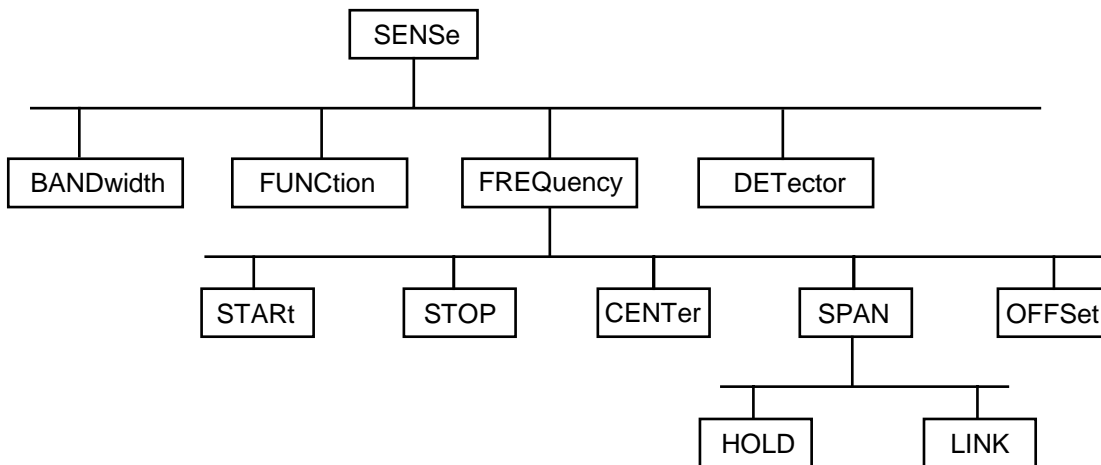 SENSe
BANDwidth
FUNCtion
FREQuency
DETector
STARt
STOP
CENTer
SPAN
OFFSet
HOLD
LINK